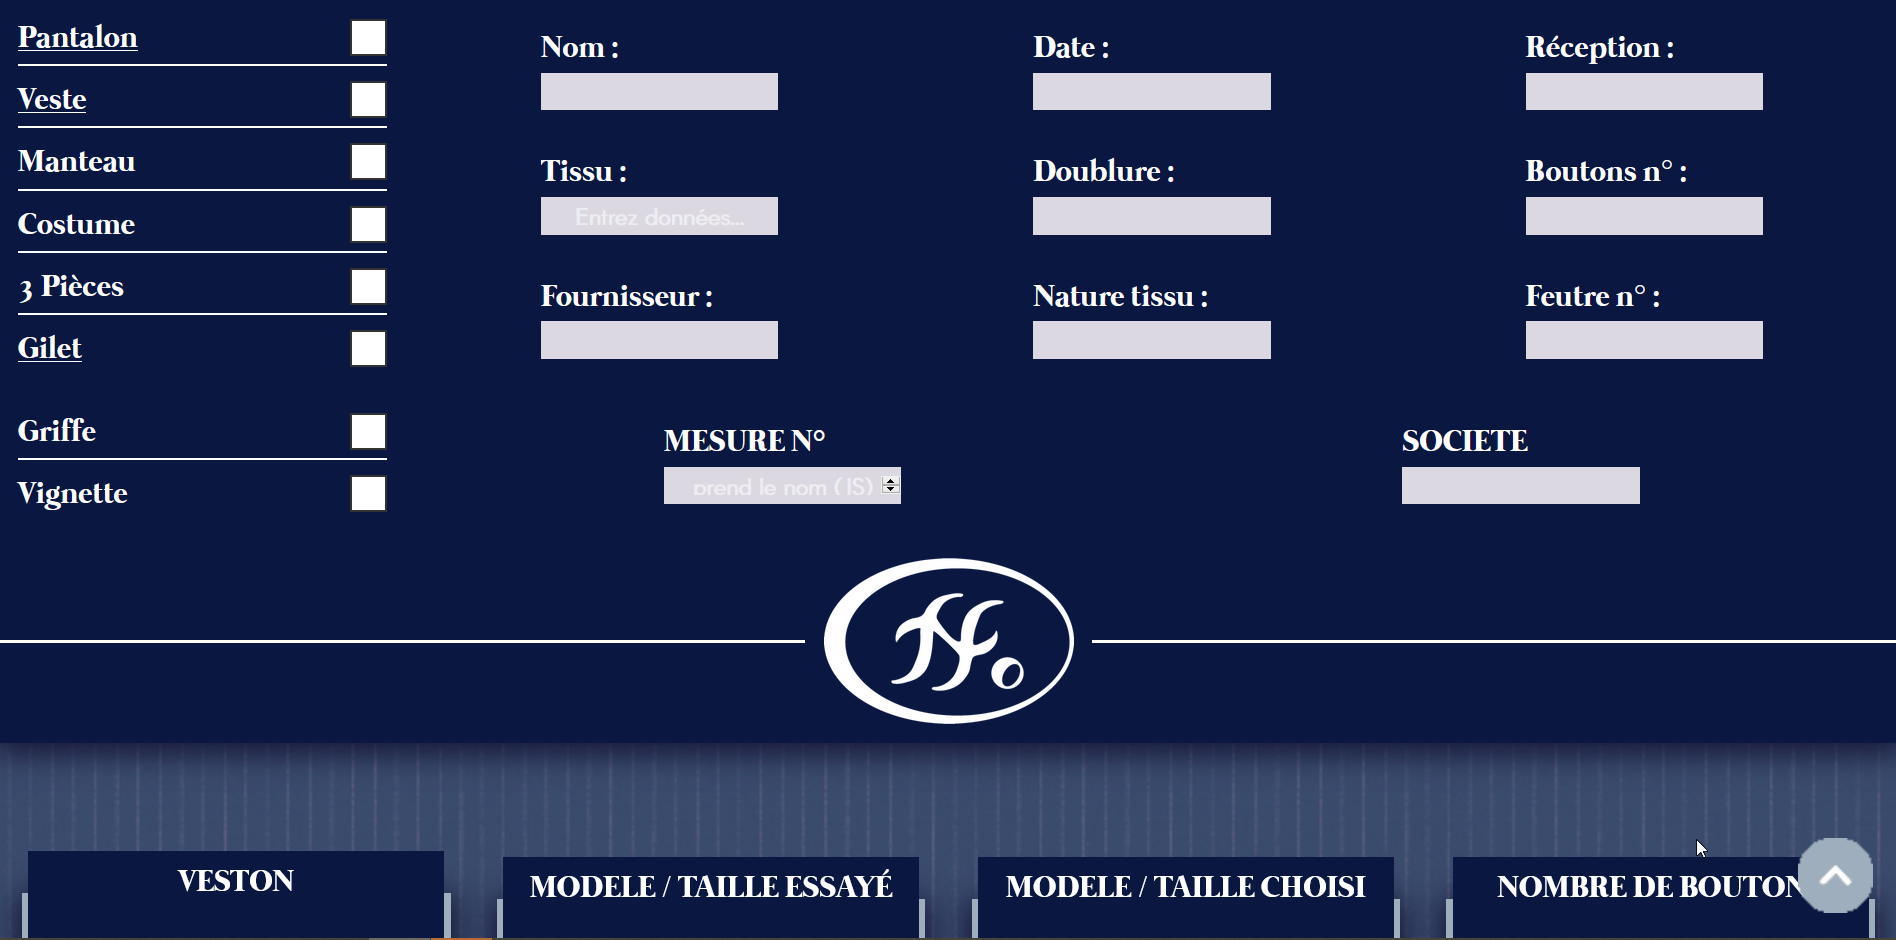 Pantalon
Veste
Manteau
Costume
3 Pièces
Gilet
Griffe
Vignette
Nom :
Date :
Réception :
Tissu :
Doublure :
Boutons n° :
Entrez données...
Fournisseur :
Nature tissu :
Feutre n° :
MESURE N°
SOCIETE
prend le nom (JS)
VESTON
MODELE / TAILLE ESSAYÉ
MODELE / TAILLE CHOISI
NOMBRE DE BOUTON